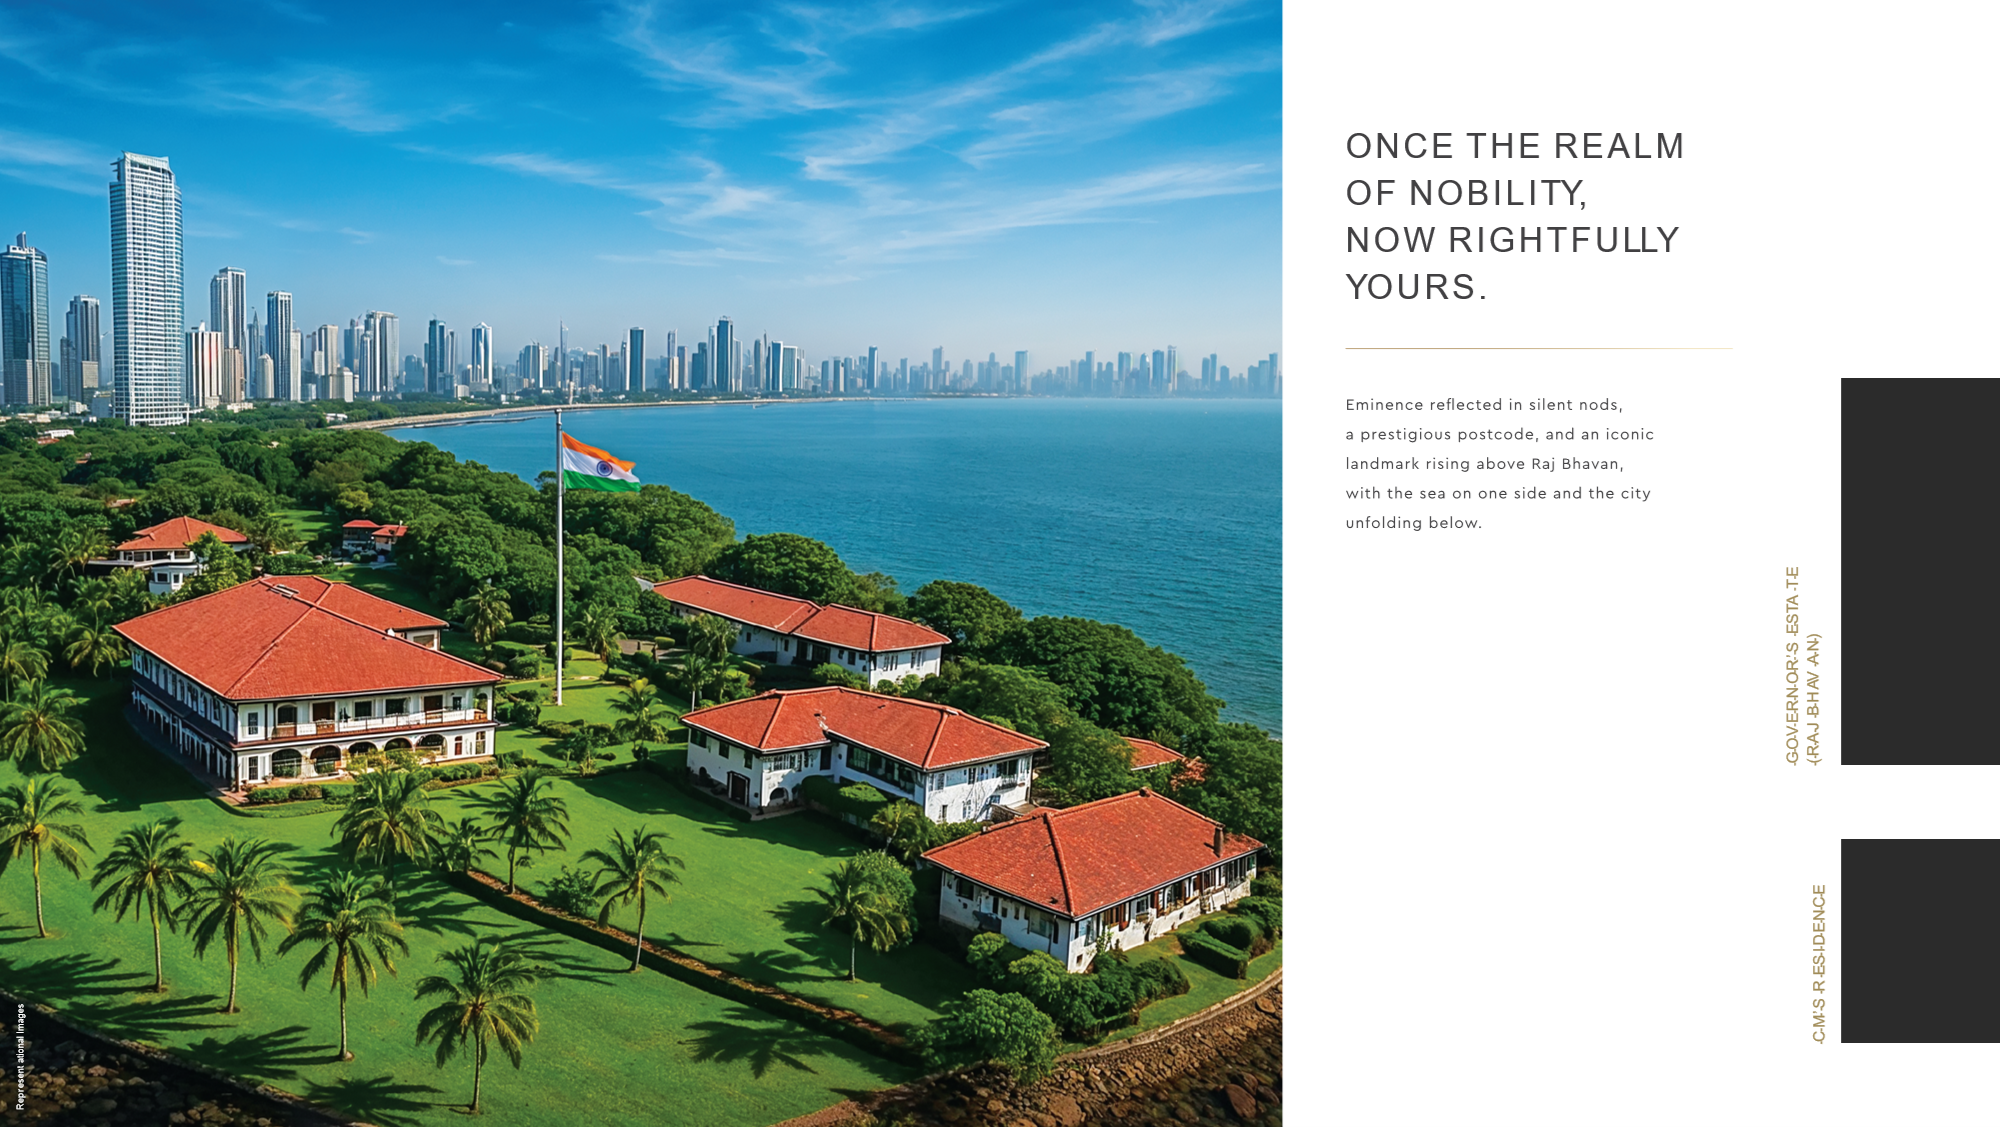 ONCE THE REALM
OF NOBILITY,
NOW RIGHTFULLY
YOURS.
Eminence reflected in silent nods,
a prestigious postcode, and an iconic
landmark rising above Raj Bhavan,
with the sea on one side and the city
unfolding below.
GOVERNOR'S ESTATE
(RAJ BHAVAN)
CM'S RESIDENCE
Representational Images